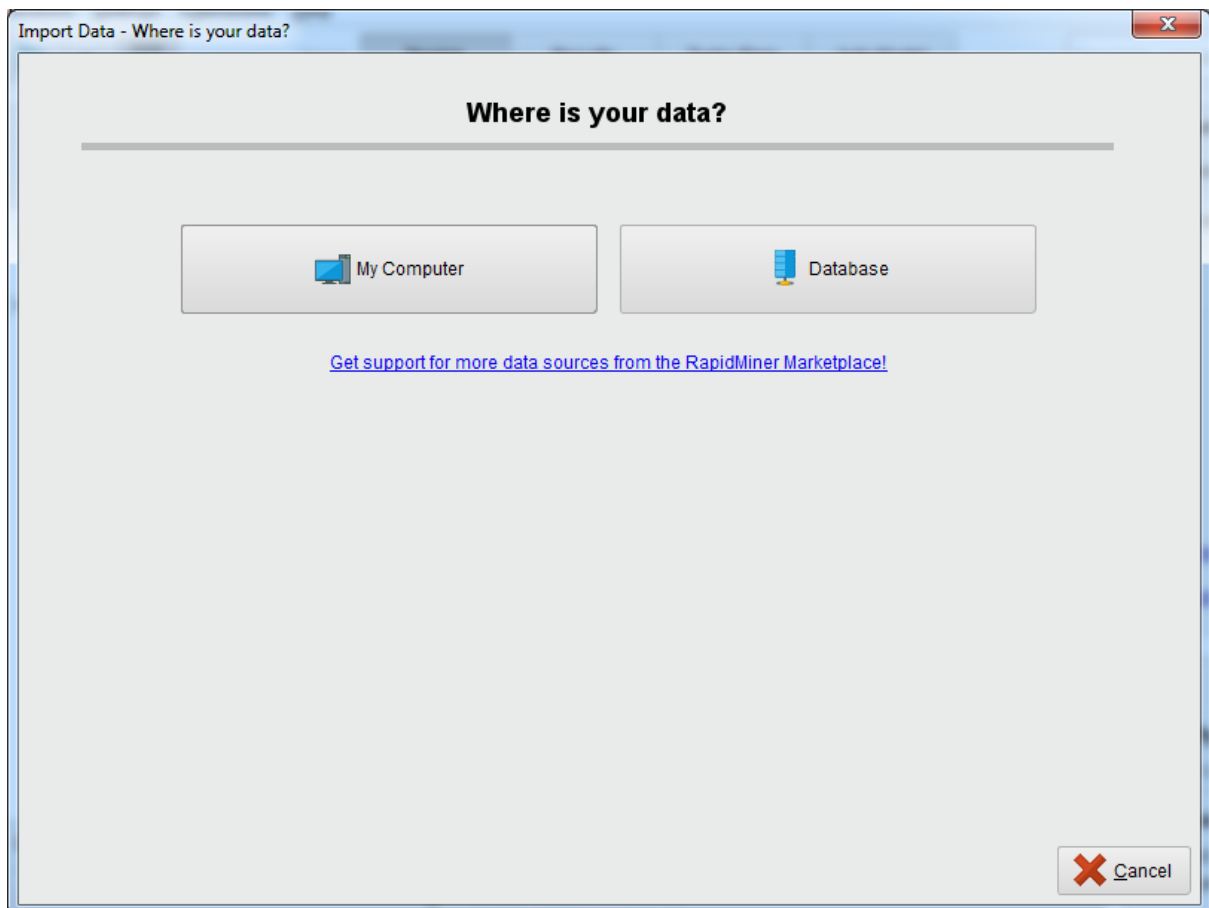 Import Data - Where is your data?
Where is your data?
My Computer
Database
Get support for more data sources from the RapidMiner Marketplace!
Cancel